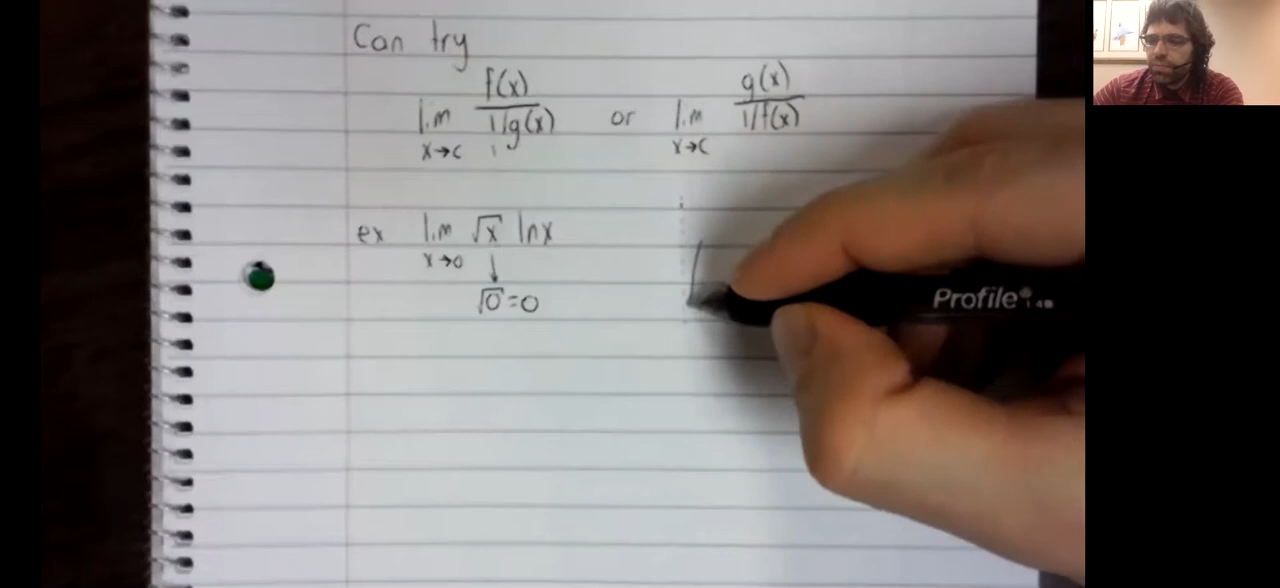 Can try
lim x→c f(x) / 1/g(x) or lim x→c g(x) / 1/f(x)
ex lim x→0 √x ln x
↓
√0 = 0
Profile